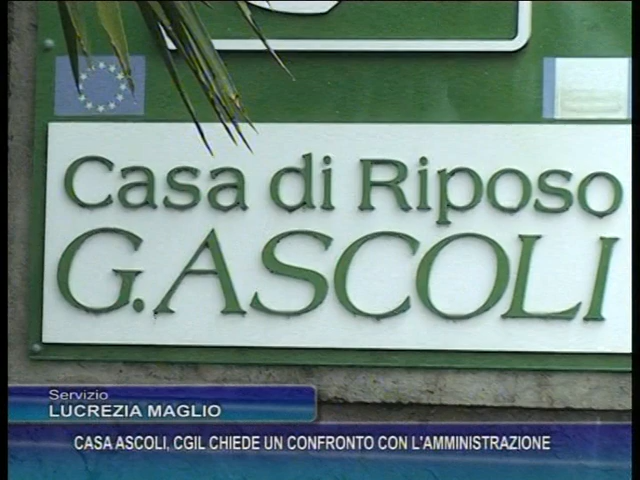 Casa di Riposo
G. ASCOLI
Servizio
LUCREZIA MAGLIO
CASA ASCOLI, CGIL CHIEDE UN CONFRONTO CON L'AMMINISTRAZIONE